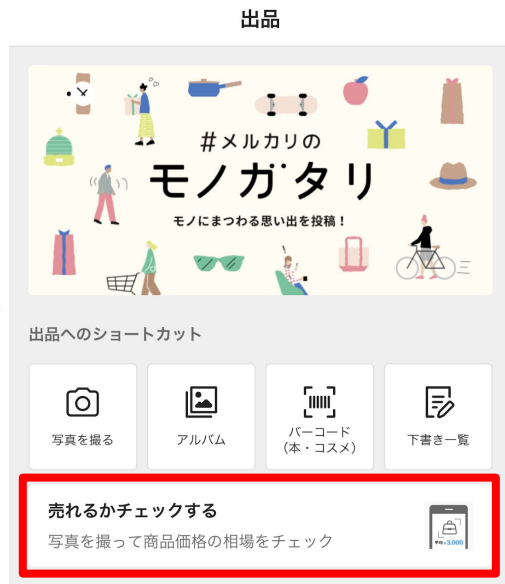 出品
#メルカリの
モノガタリ
モノにまつわる思い出を投稿！
出品へのショートカット
写真を撮る
アルバム
バーコード
(本・コスメ)
下書き一覧
売れるかチェックする
写真を撮って商品価格の相場をチェック
平均¥3,000